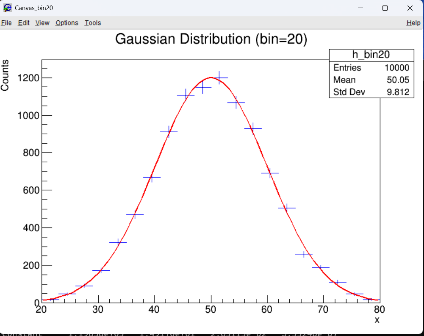 Canvas_bin20
File Edit View Options Tools Help
Gaussian Distribution (bin=20)
h_bin20
Entries 10000
Mean 50.05
Std Dev 9.812
Counts
1200
1000
800
600
400
200
0
20 30 40 50 60 70 80
x